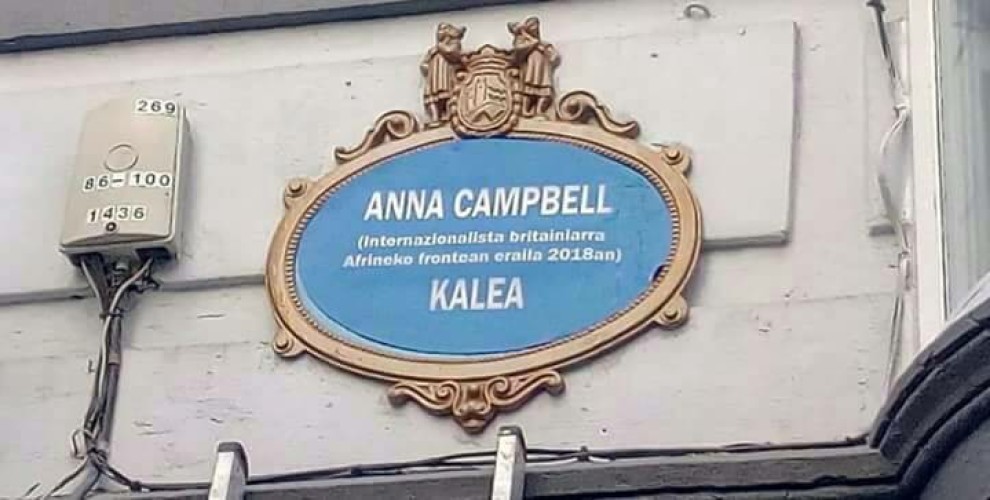 269
86-100
1436
ANNA CAMPBELL
(Internazionalista britainiarra
Afrineko frontean eraila 2018an)
KALEA